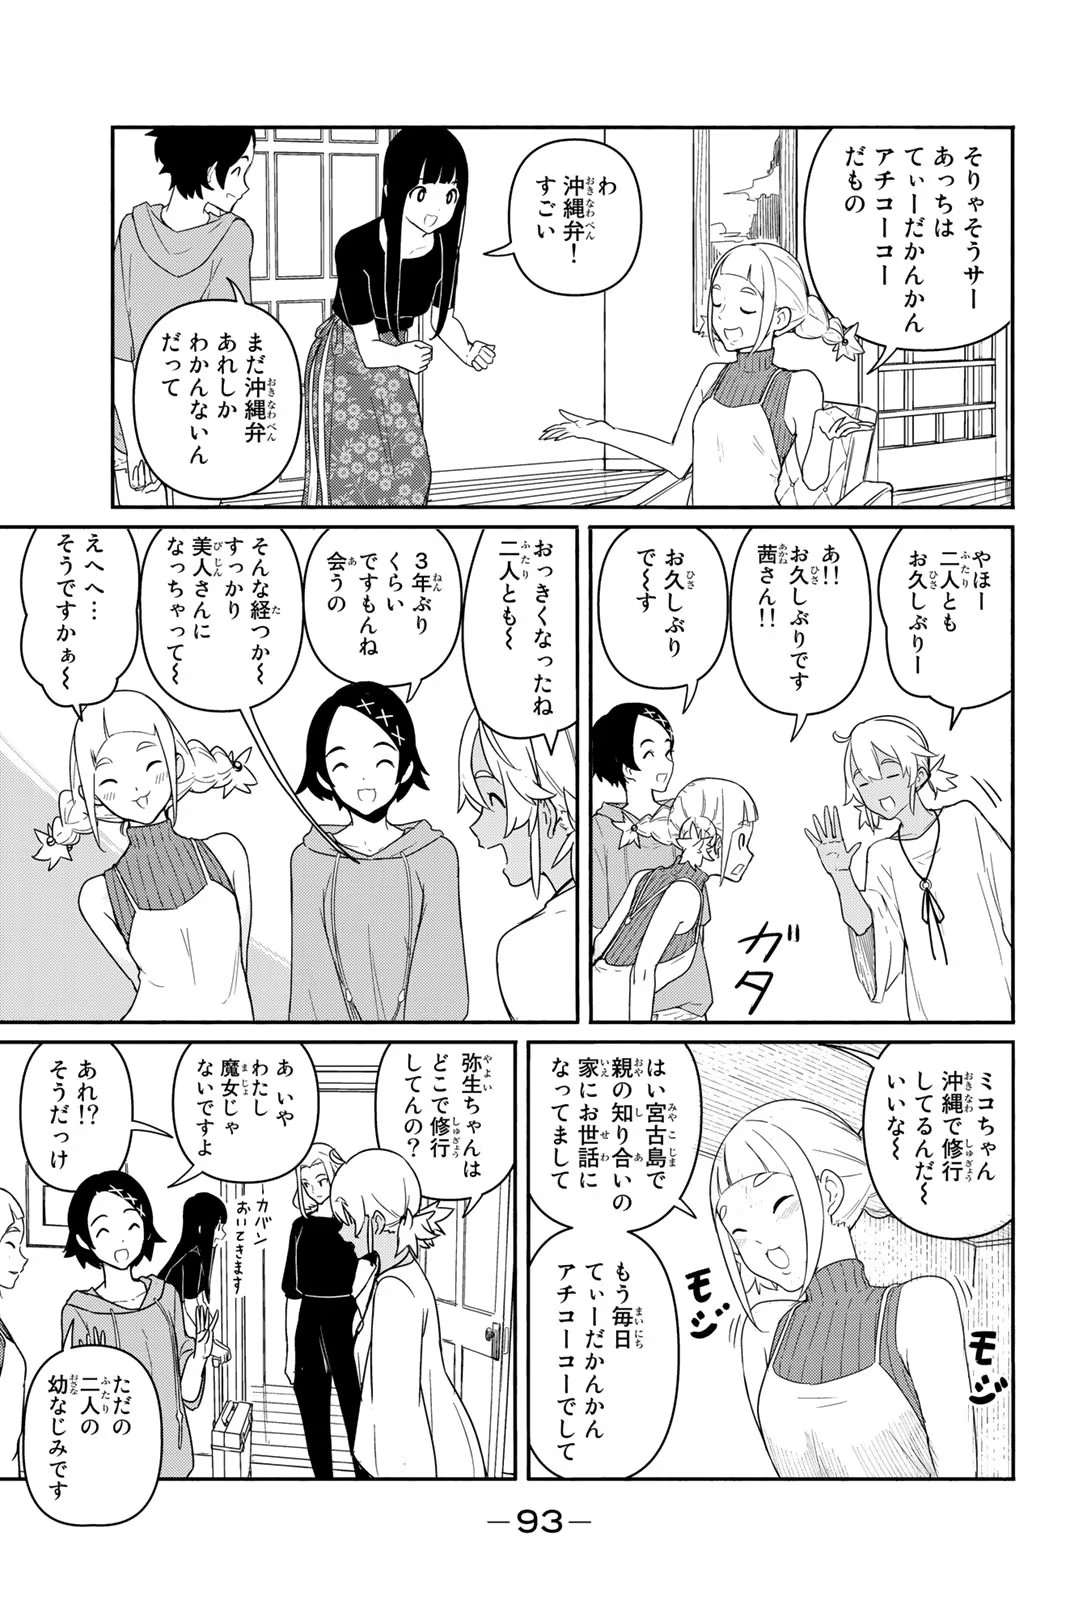 そりゃそうサー
あっちは
てぃーだかんかん
アチコーコー
だもの
わ
沖縄弁！
すごい
まだ沖縄弁
あれしか
わかんないん
だって
やほー
二人とも
お久しぶりー
あ!!
お久しぶりです
茜さん!!
お久しぶり
で〜す
ガタ
おっきくなったね
二人とも〜
３年ぶり
くらい
ですもんね
会うの
そんな経つか〜
すっかり
美人さんに
なっちゃって〜
えへへへ…
そうですかぁ〜
ミコちゃん
沖縄で修行
してるんだ〜
いいな〜
はい宮古島で
親の知り合いの
家にお世話に
なってまして
もう毎日
てぃーだかんかん
アチコーコーでして
モジ
モジ
弥生ちゃんは
どこで修行
してんの？
カバン
おいてきます
あ いや
わたし
魔女じゃ
ないですよ
あれ!?
そうだっけ
ただの
二人の
幼なじみです
—93—